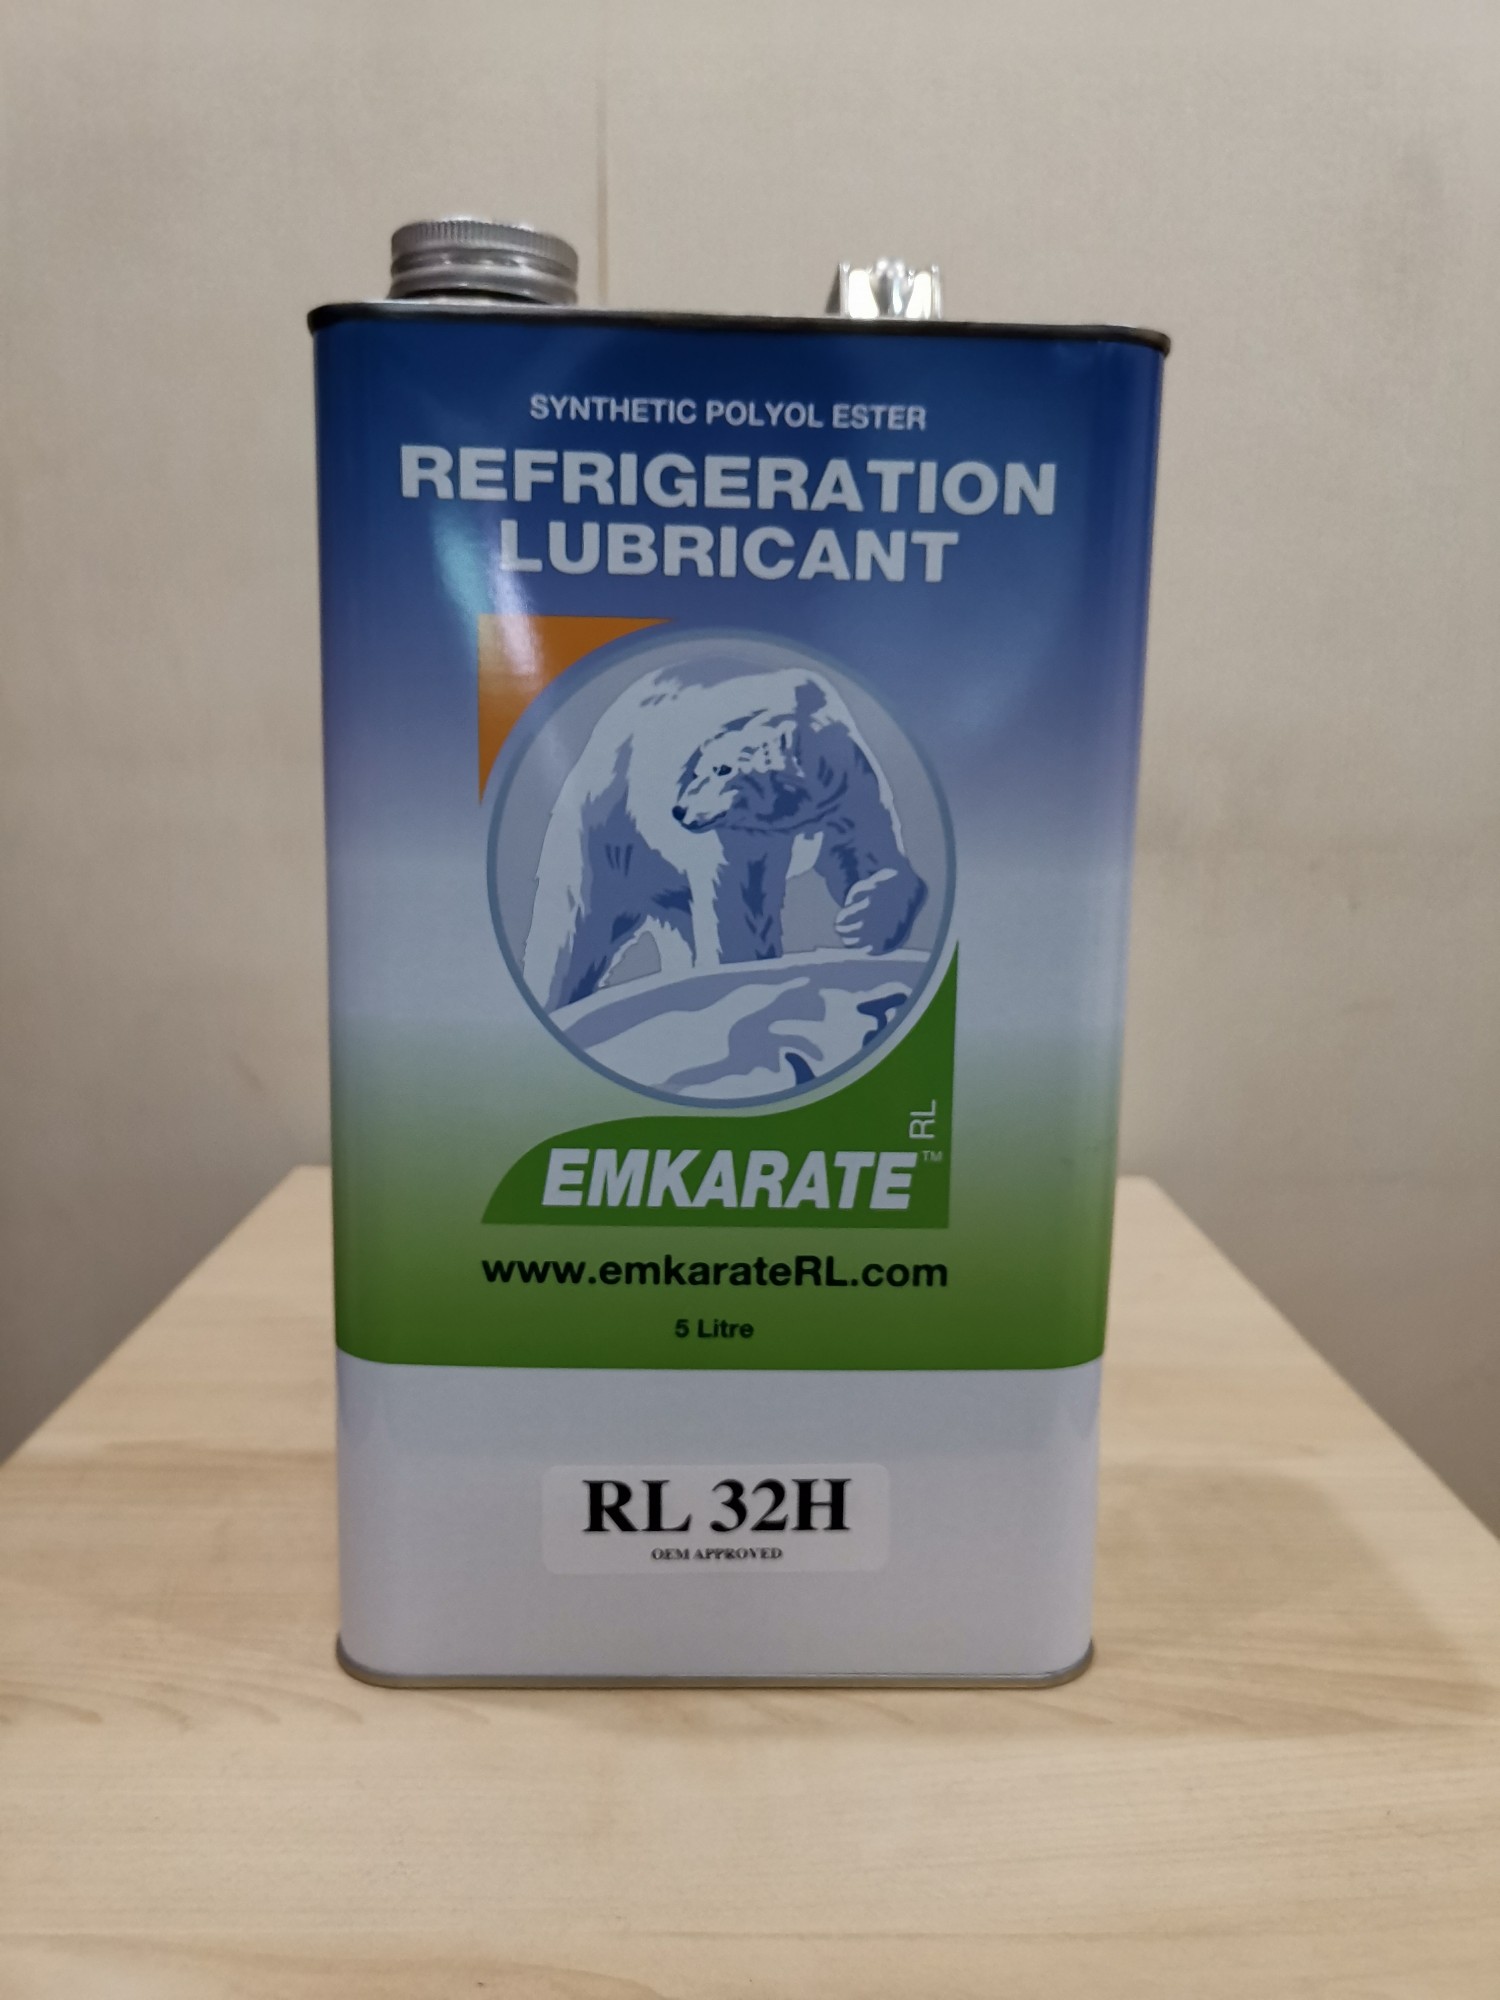 SYNTHETIC POLYOL ESTER
REFRIGERATION
LUBRICANT
RL
EMKARATE™
www.emkarateRL.com
5 Litre
RL 32H
OEM APPROVED